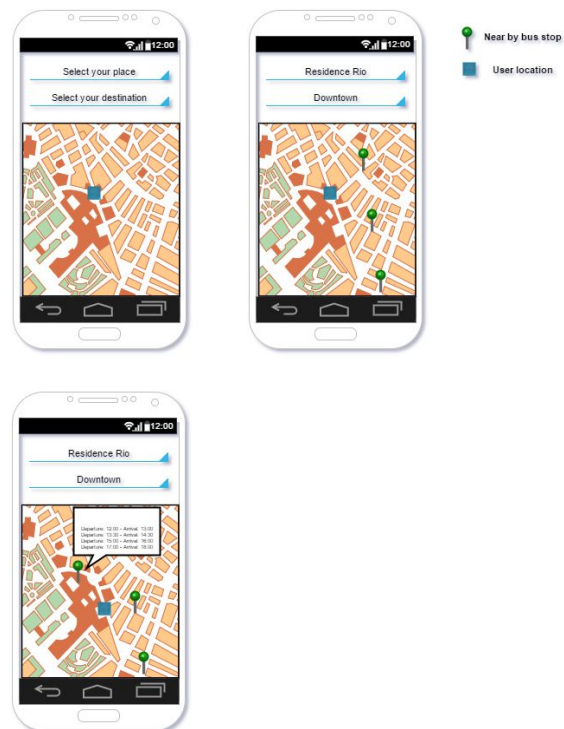 12:00
Select your place
Select your destination
12:00
Residence Rio
Downtown
Near by bus stop
User location
12:00
Residence Rio
Downtown
Departure: 12:00 - Arrival: 13:00
Departure: 13:30 - Arrival: 14:30
Departure: 15:00 - Arrival: 16:00
Departure: 17:00 - Arrival: 18:00